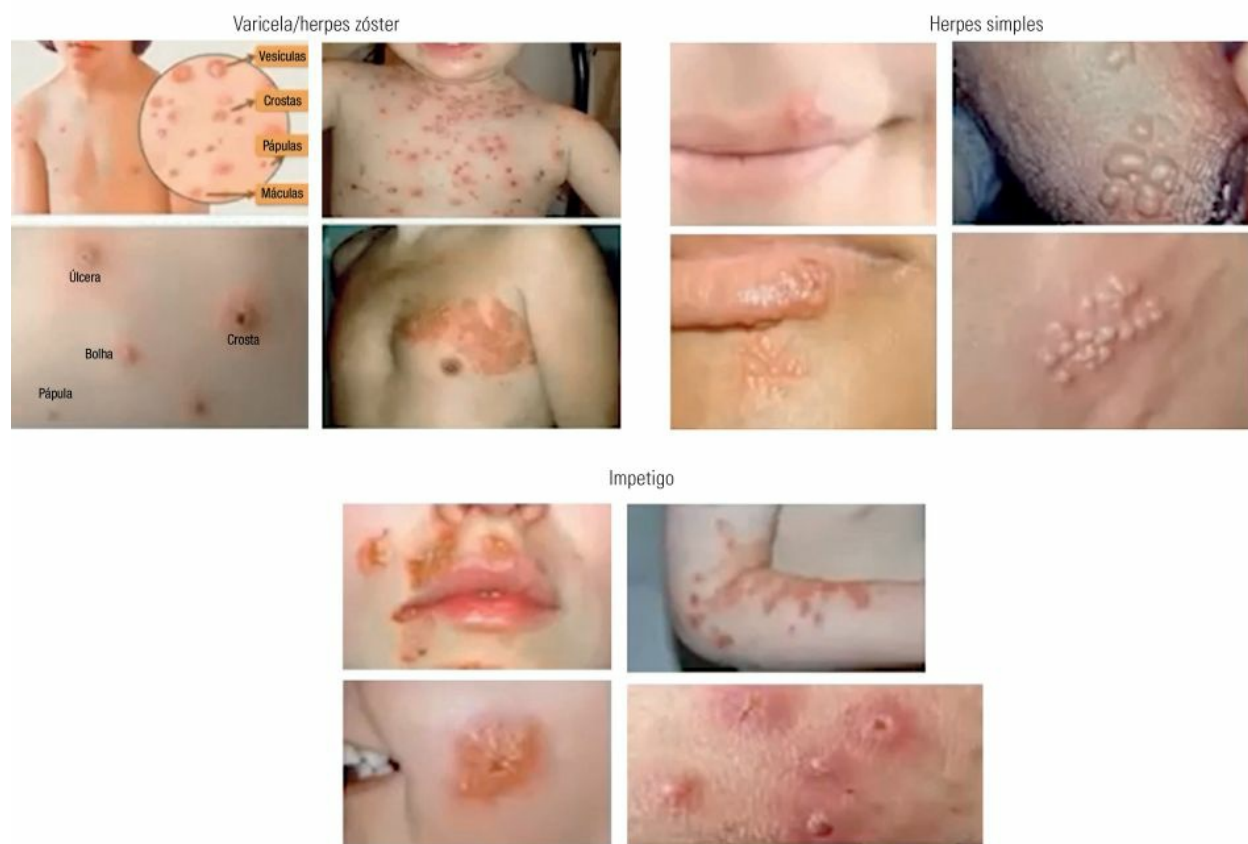 Varicela/herpes zóster
Herpes simples
Vesículas
Crostas
Pápulas
Máculas
Úlcera
Crosta
Bolha
Pápula
Impetigo